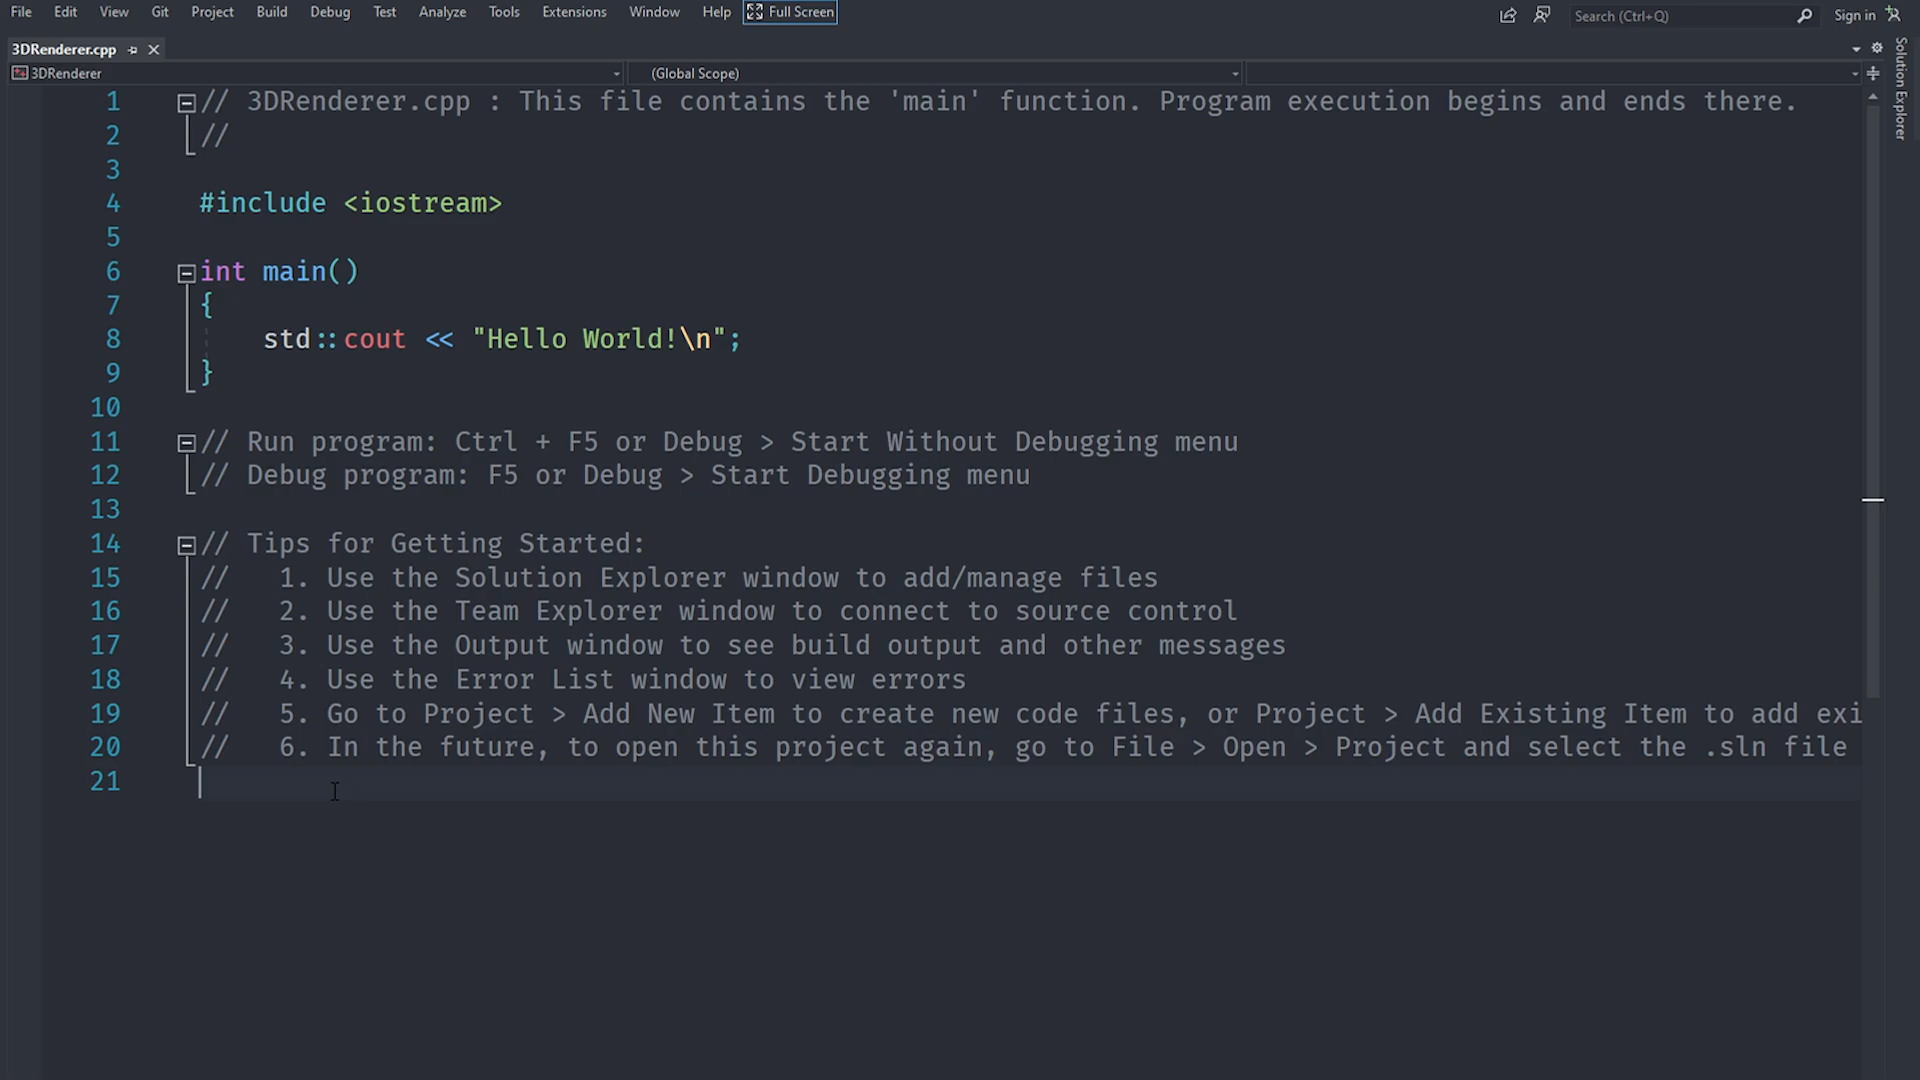 File Edit View Git Project Build Debug Test Analyze Tools Extensions Window Help Full Screen Search (Ctrl+Q) Sign in
3DRenderer.cpp
3DRenderer (Global Scope)
Solution Explorer
1 // 3DRenderer.cpp : This file contains the 'main' function. Program execution begins and ends there.
2 //
3
4 #include <iostream>
5
6 int main()
7 {
8 std::cout << "Hello World!\n";
9 }
10
11 // Run program: Ctrl + F5 or Debug > Start Without Debugging menu
12 // Debug program: F5 or Debug > Start Debugging menu
13
14 // Tips for Getting Started:
15 // 1. Use the Solution Explorer window to add/manage files
16 // 2. Use the Team Explorer window to connect to source control
17 // 3. Use the Output window to see build output and other messages
18 // 4. Use the Error List window to view errors
19 // 5. Go to Project > Add New Item to create new code files, or Project > Add Existing Item to add exi
20 // 6. In the future, to open this project again, go to File > Open > Project and select the .sln file
21